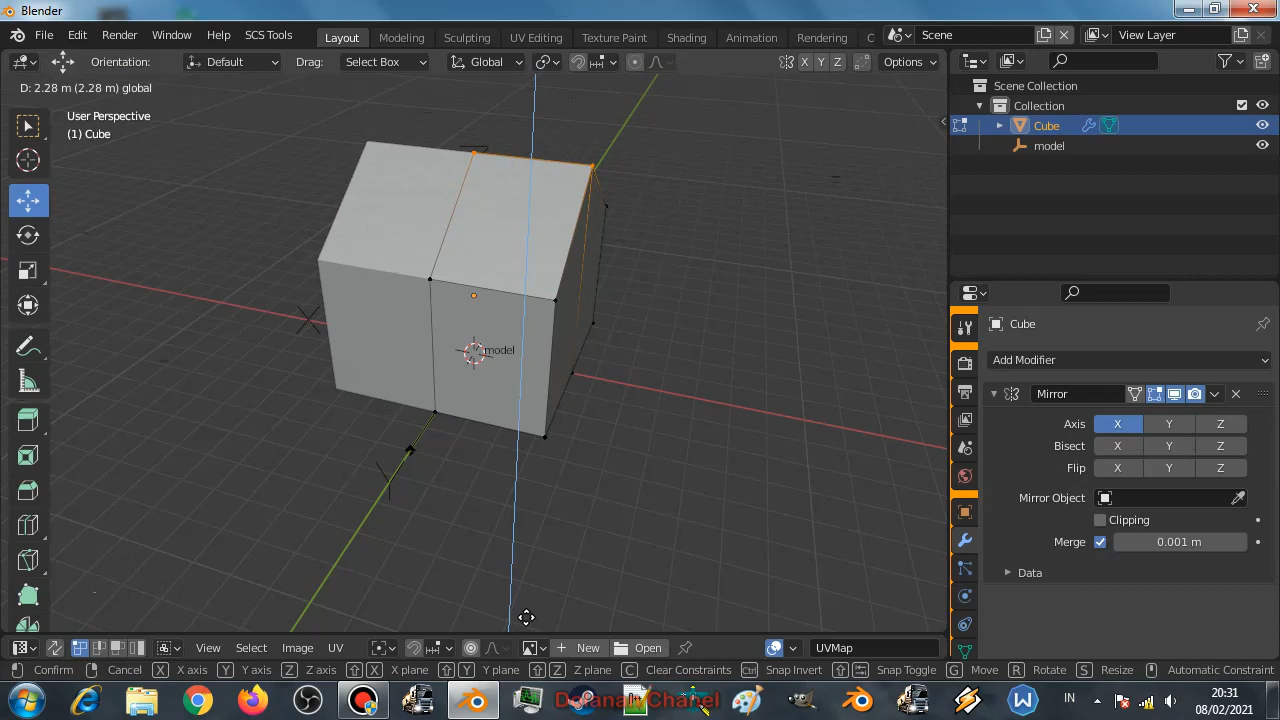 Blender
File Edit Render Window Help SCS Tools Layout Modeling Sculpting UV Editing Texture Paint Shading Animation Rendering C Scene View Layer
Orientation: Default Drag: Select Box Global X Y Z Options
D: 2.28 m (2.28 m) global
User Perspective
(1) Cube
model
Scene Collection
Collection
Cube
model
Cube
Add Modifier
Mirror
Axis X Y Z
Bisect X Y Z
Flip X Y Z
Mirror Object
Clipping
Merge 0.001 m
Data
View Select Image UV New Open UVMap
Confirm Cancel X X axis Y Y axis Z Z axis X X plane Y Y plane Z Z plane C Clear Constraints Ctrl Snap Invert Snap Toggle G Move R Rotate S Resize Automatic Constraint
IN 20:31
08/02/2021